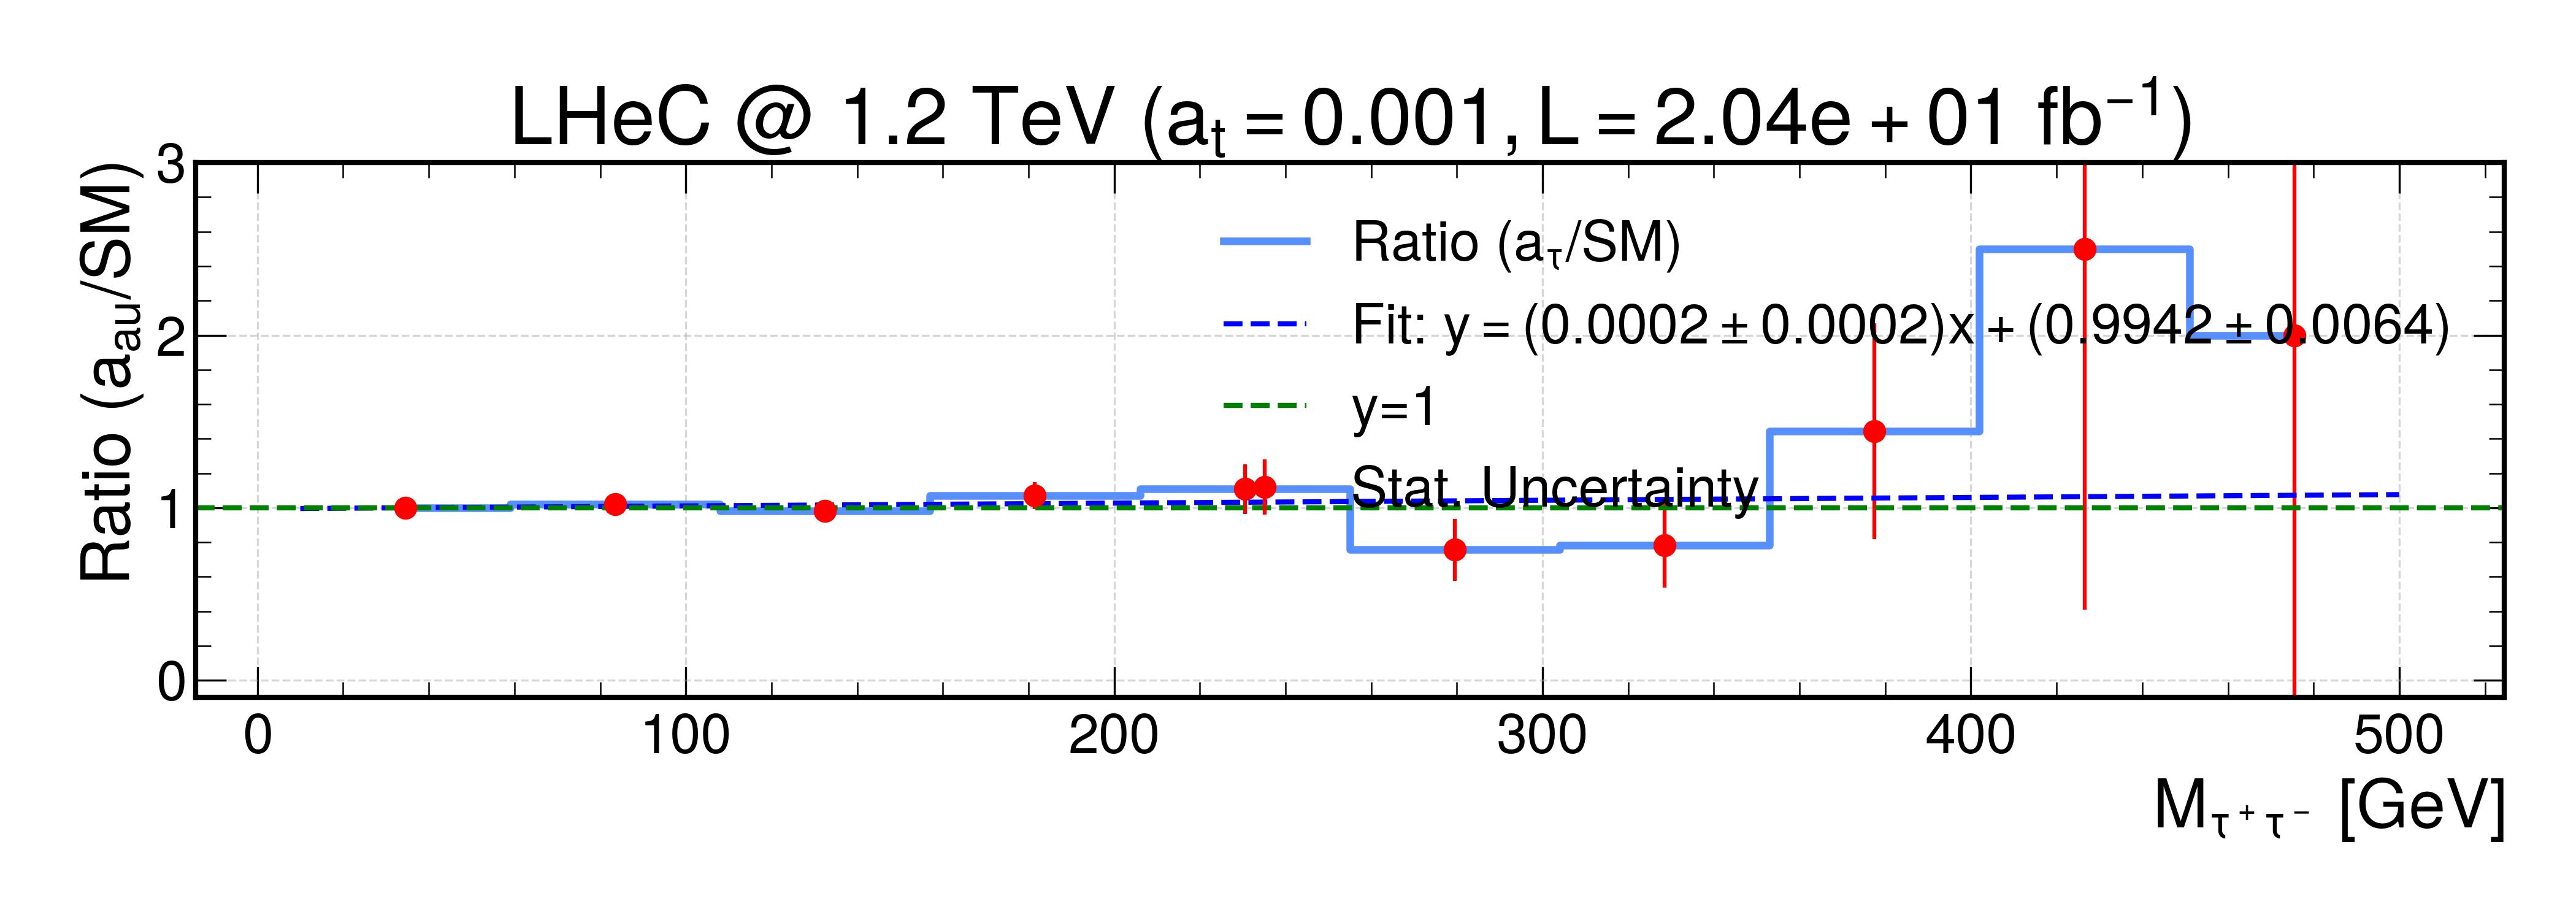 LHeC @ 1.2 TeV (aₜ = 0.001, L = 2.04e + 01 fb⁻¹)
Ratio (aₐᵤ/SM)
3
2
1
0
Ratio (a_τ/SM)
Fit: y = (0.0002 ± 0.0002)x + (0.9942 ± 0.0064)
y=1
Stat. Uncertainty
0 100 200 300 400 500
M_τ⁺τ⁻ [GeV]